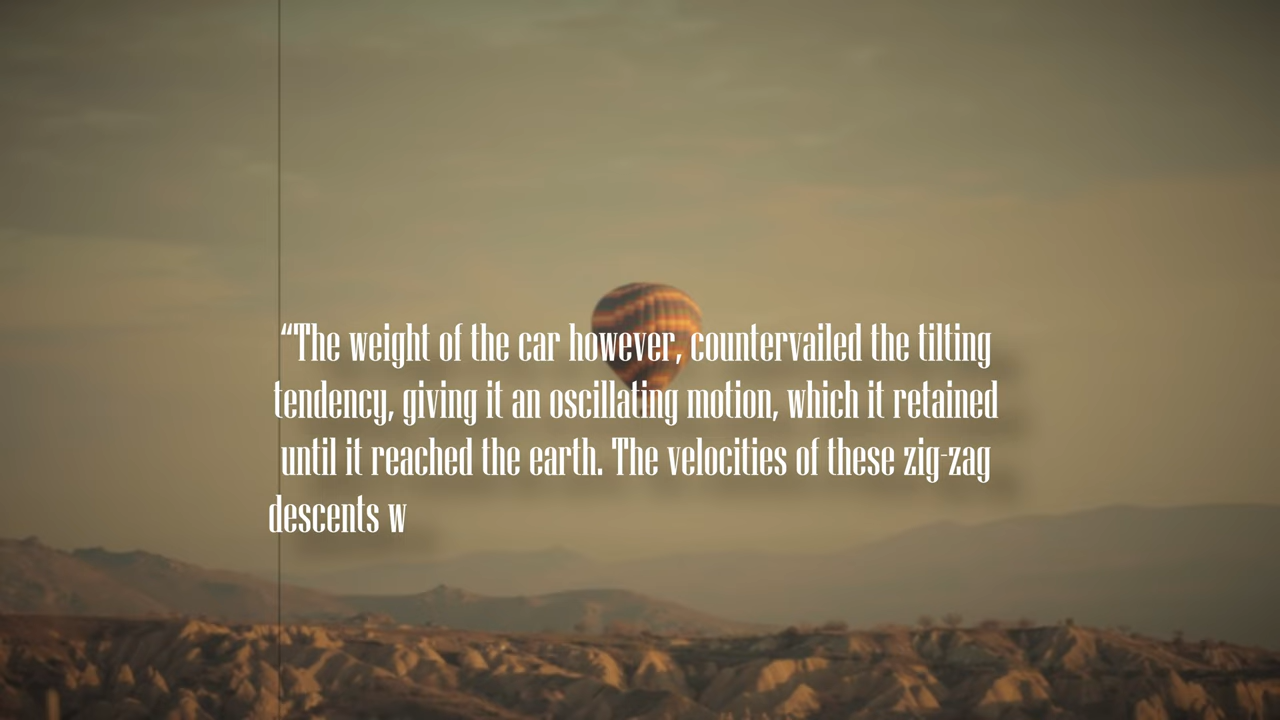 “The weight of the car however, countervailed the tilting
tendency, giving it an oscillating motion, which it retained
until it reached the earth. The velocities of these zig-zag
descents w